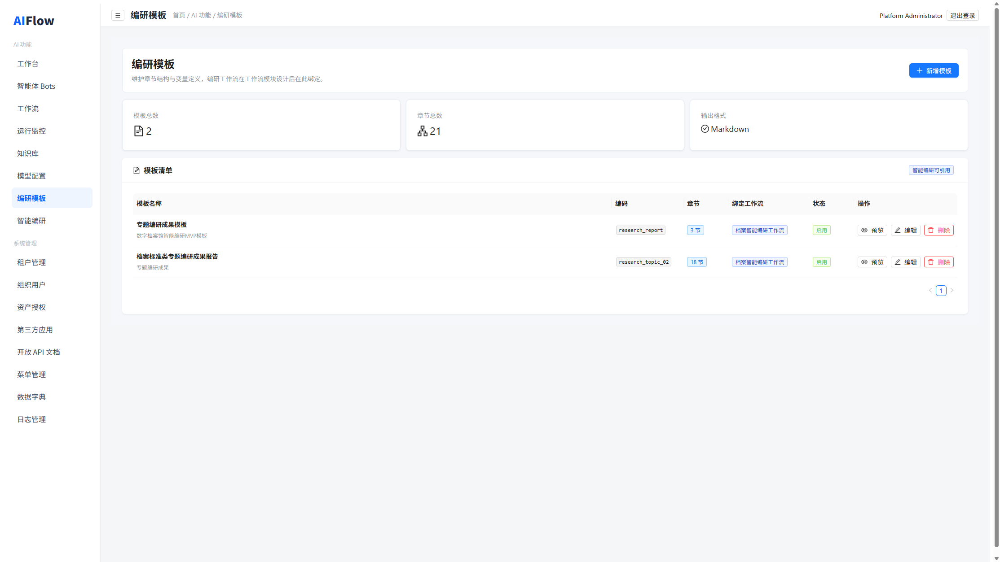 AIFlow
AI 功能
工作台
智能体 Bots
工作流
运行监控
知识库
模型配置
编研模板
智能编研
系统管理
租户管理
组织用户
资产授权
第三方应用
开放 API 文档
菜单管理
数据字典
日志管理
编研模板 首页 / AI 功能 / 编研模板
Platform Administrator 退出登录
编研模板
维护章节结构与变量定义，编研工作流在工作流模块设计后在此绑定。
新增模板
模板总数
2
章节总数
21
输出格式
Markdown
模板清单
智能编研可引用
模板名称 编码 章节 绑定工作流 状态 操作
专题编研成果模板
数字档案馆智能编研MVP模板
research_report 3 节 档案智能编研工作流 启用 预览 编辑 删除
档案标准类专题编研成果报告
专题编研成果
research_topic_02 18 节 档案智能编研工作流 启用 预览 编辑 删除
1